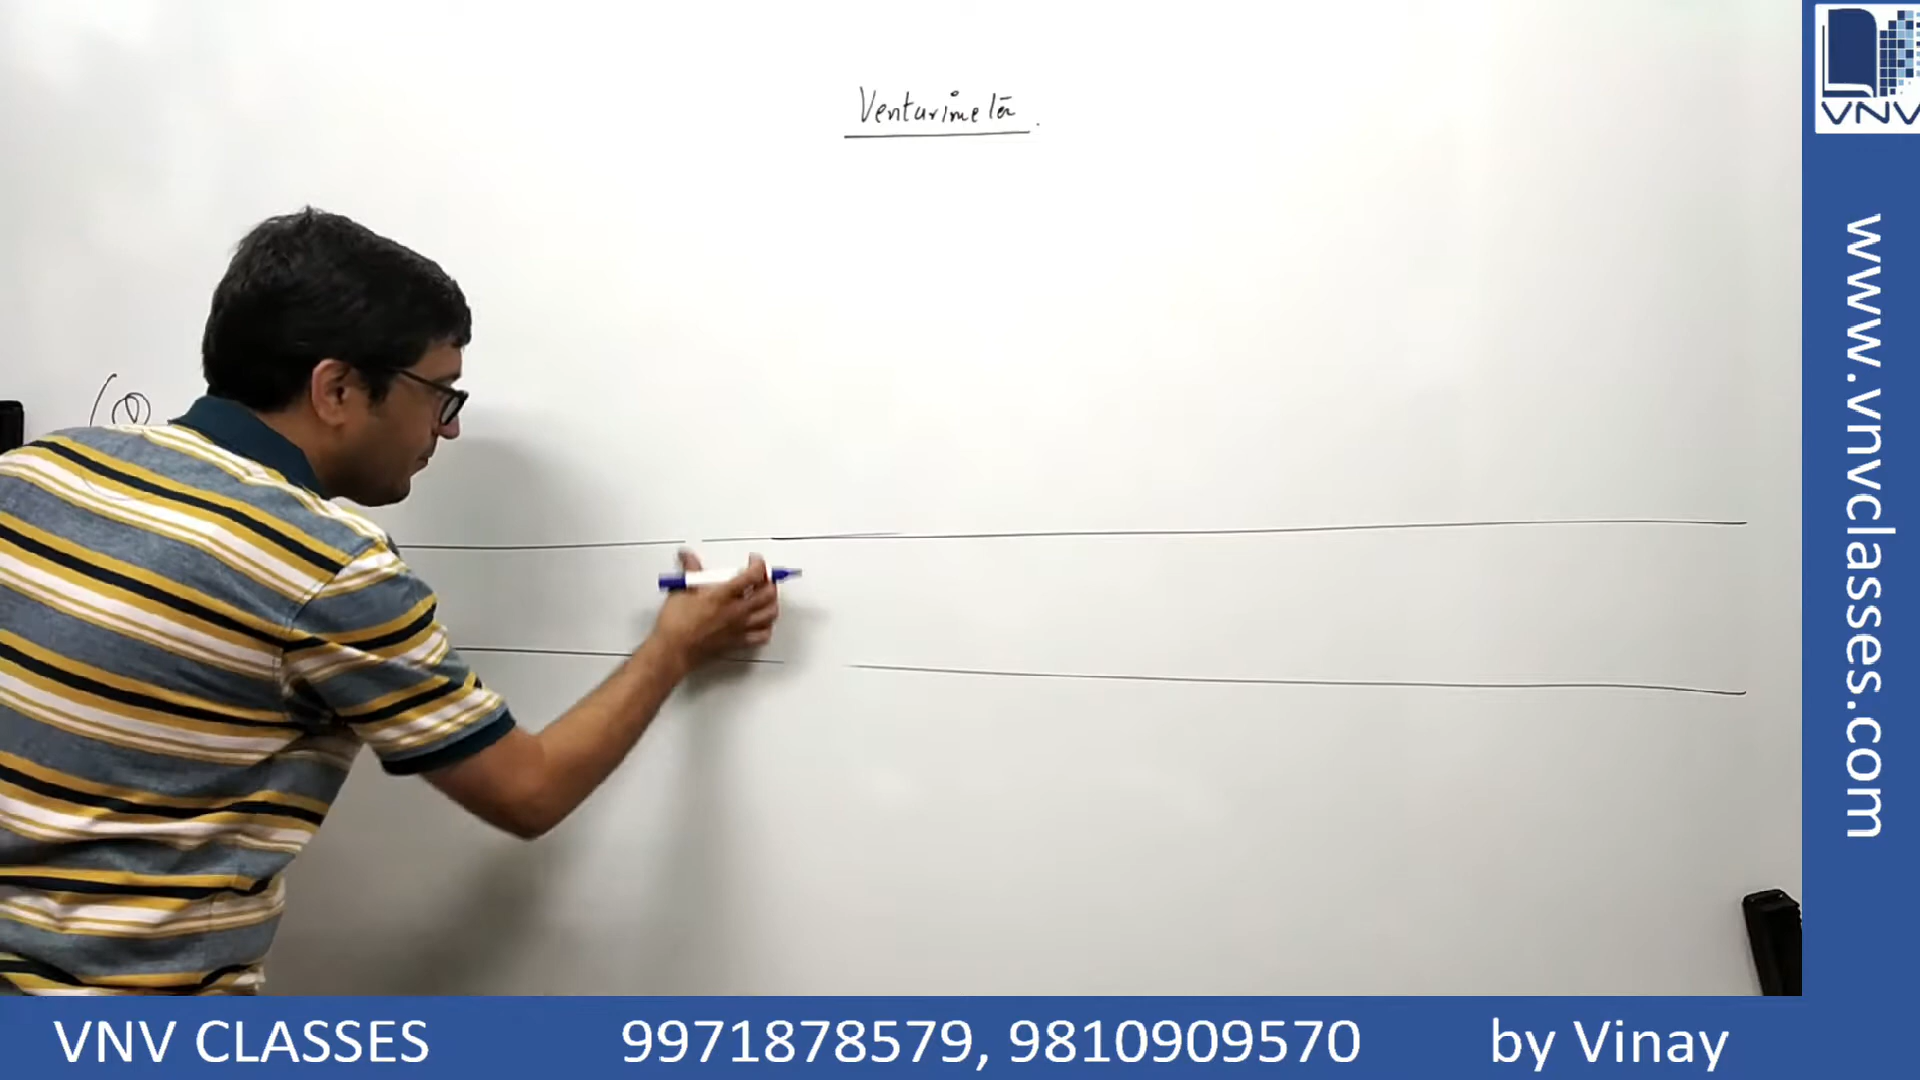 Venturimeter.
(Q
VNV
www.vnvclasses.com
VNV CLASSES 9971878579, 9810909570 by Vinay